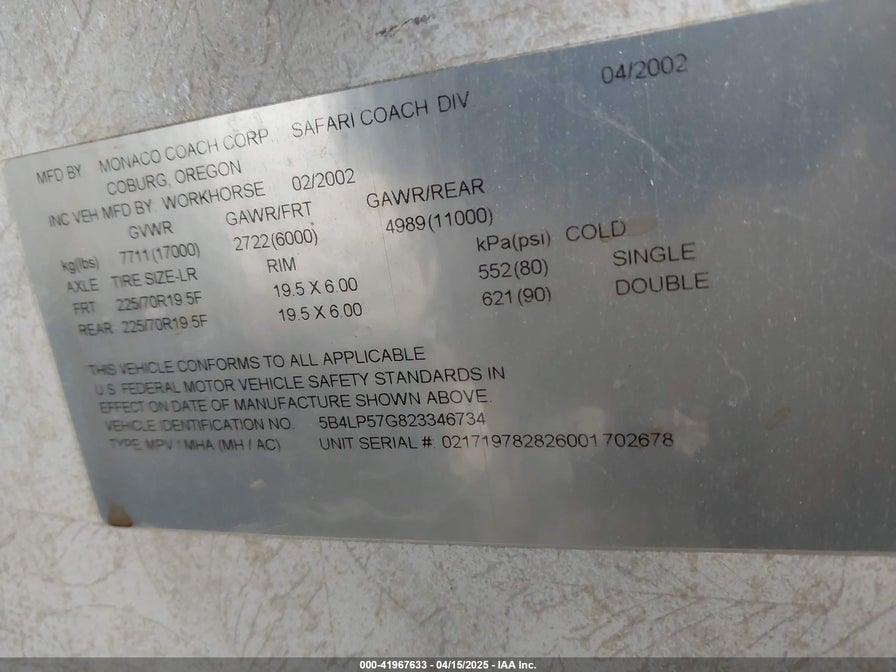 04/2002
MFD BY MONACO COACH CORP. SAFARI COACH DIV
COBURG, OREGON
INC VEH MFD BY WORKHORSE 02/2002
GVWR GAWR/FRT GAWR/REAR
kg(lbs) 7711(17000) 2722(6000) 4989(11000)
AXLE TIRE SIZE-LR RIM kPa(psi) COLD
FRT 225/70R19.5F 19.5 X 6.00 552(80) SINGLE
REAR 225/70R19.5F 19.5 X 6.00 621(90) DOUBLE
THIS VEHICLE CONFORMS TO ALL APPLICABLE
U.S. FEDERAL MOTOR VEHICLE SAFETY STANDARDS IN
EFFECT ON DATE OF MANUFACTURE SHOWN ABOVE.
VEHICLE IDENTIFICATION NO. 5B4LP57G823346734
TYPE MPV / MHA (MH / AC) UNIT SERIAL #: 021719782826001702678
000-41967633 - 04/15/2025 - IAA Inc.